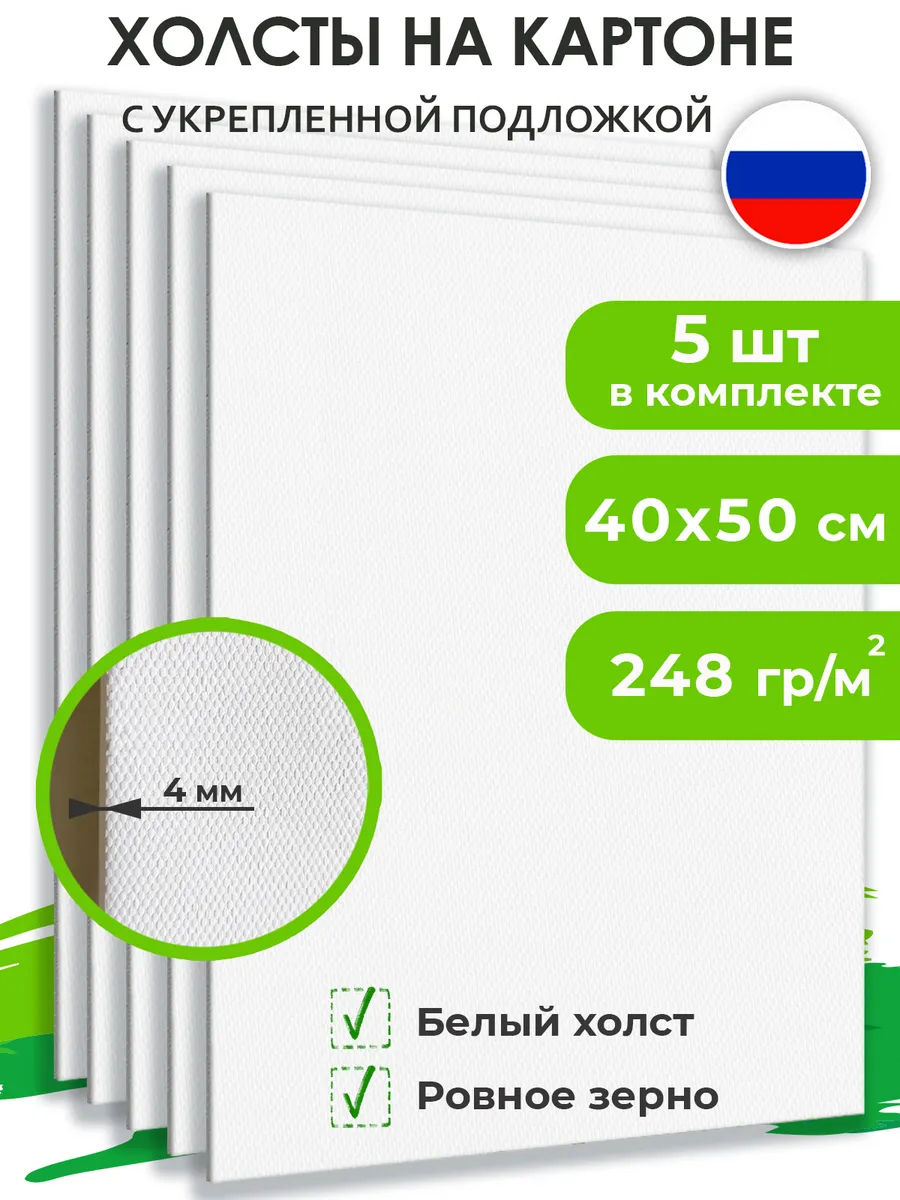 ХОЛСТЫ НА КАРТОНЕ
С УКРЕПЛЕННОЙ ПОДЛОЖКОЙ
5 шт
в комплекте
40х50 см
248 гр/м²
4 мм
Белый холст
Ровное зерно